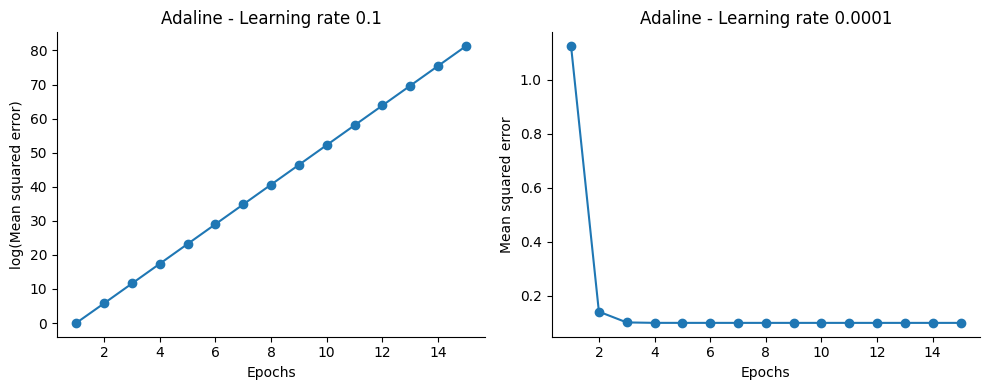 Adaline - Learning rate 0.1
log(Mean squared error)
80
70
60
50
40
30
20
10
0
2 4 6 8 10 12 14
Epochs
Adaline - Learning rate 0.0001
Mean squared error
1.0
0.8
0.6
0.4
0.2
2 4 6 8 10 12 14
Epochs